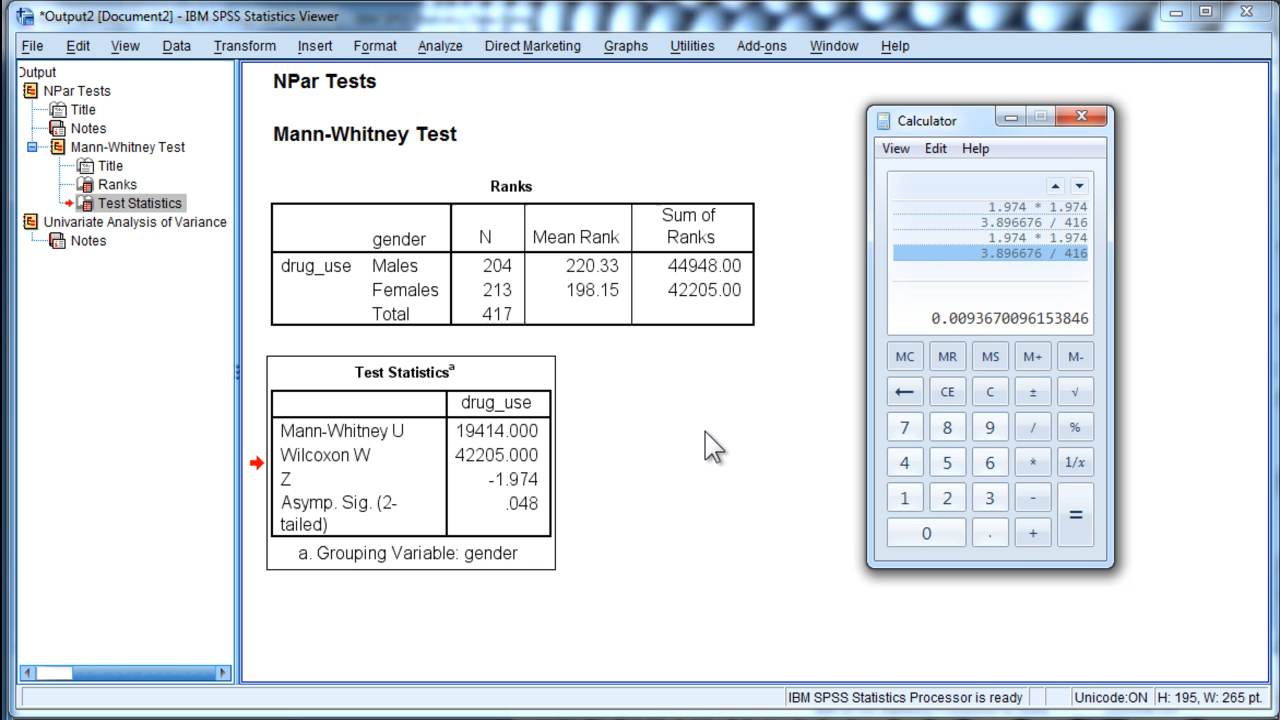 *Output2 [Document2] - IBM SPSS Statistics Viewer
File Edit View Data Transform Insert Format Analyze Direct Marketing Graphs Utilities Add-ons Window Help
Output
NPar Tests
Title
Notes
Mann-Whitney Test
Title
Ranks
Test Statistics
Univariate Analysis of Variance
Notes
NPar Tests
Mann-Whitney Test
Ranks
gender N Mean Rank Sum of Ranks
drug_use Males 204 220.33 44948.00
Females 213 198.15 42205.00
Total 417
Test Statisticsᵃ
drug_use
Mann-Whitney U 19414.000
Wilcoxon W 42205.000
Z -1.974
Asymp. Sig. (2-
tailed) .048
a. Grouping Variable: gender
Calculator
View Edit Help
1.974 * 1.974
3.896676 / 416
1.974 * 1.974
3.896676 / 416
0.0093670096153846
MC MR MS M+ M-
← CE C ± √
7 8 9 / %
4 5 6 * 1/x
1 2 3 - =
0 . +
IBM SPSS Statistics Processor is ready Unicode:ON H: 195, W: 265 pt.